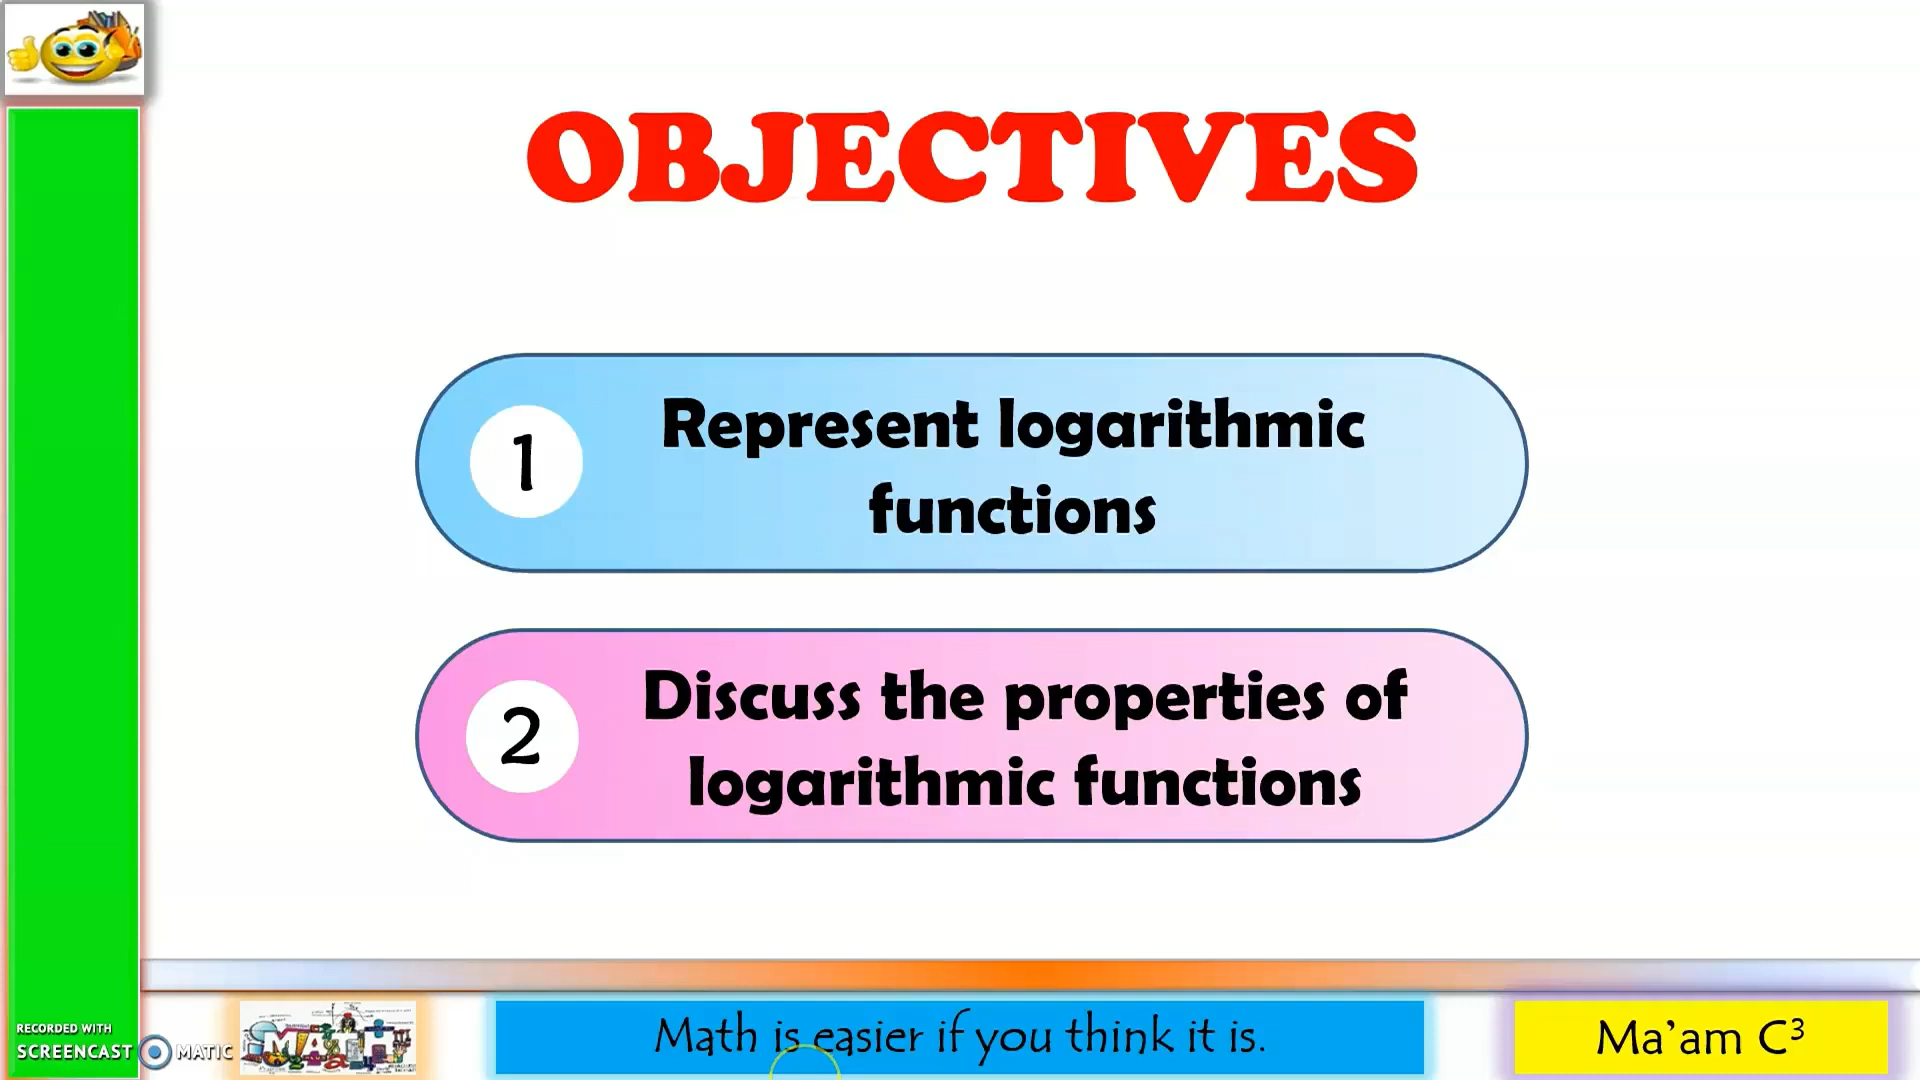 OBJECTIVES
1
Represent logarithmic
functions
2
Discuss the properties of
logarithmic functions
RECORDED WITH
SCREENCAST MATIC
MATH
Math is easier if you think it is.
Ma'am C³